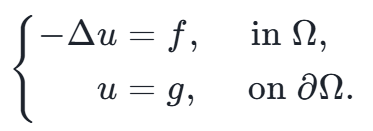 −Δu = f, in Ω,
u = g, on ∂Ω.